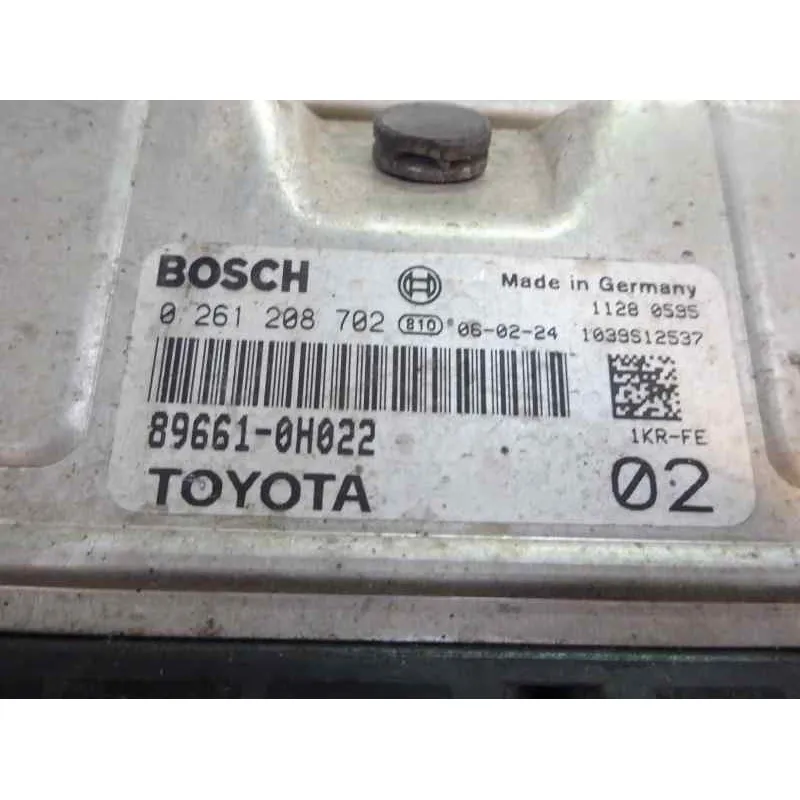 BOSCH
Made in Germany
1128 0595
0 261 208 702 810 06-02-24 1039S12537
89661-0H022
1KR-FE
TOYOTA
02